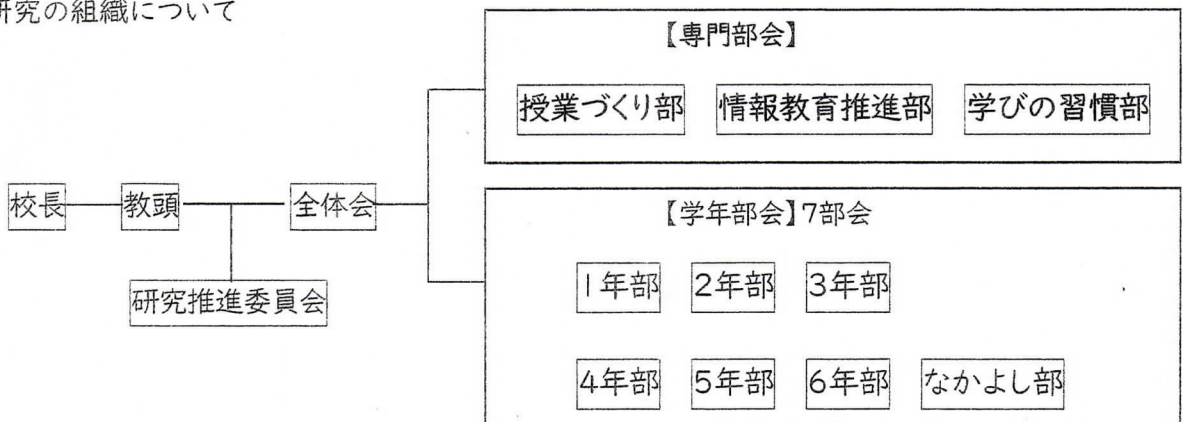 研究の組織について
【専門部会】
授業づくり部 情報教育推進部 学びの習慣部
校長 教頭 全体会
研究推進委員会
【学年部会】7部会
1年部 2年部 3年部
4年部 5年部 6年部 なかよし部